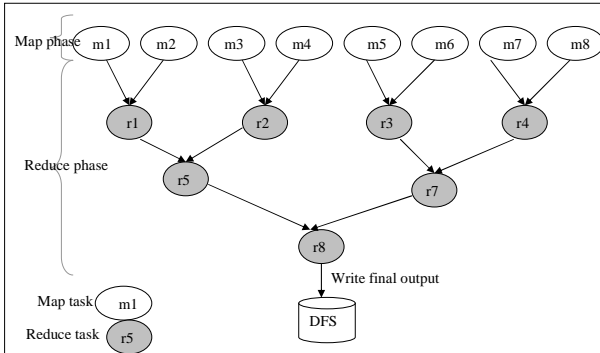 Map phase
m1 m2 m3 m4 m5 m6 m7 m8
r1 r2 r3 r4
Reduce phase
r5 r7
r8
Write final output
DFS
Map task m1
Reduce task r5